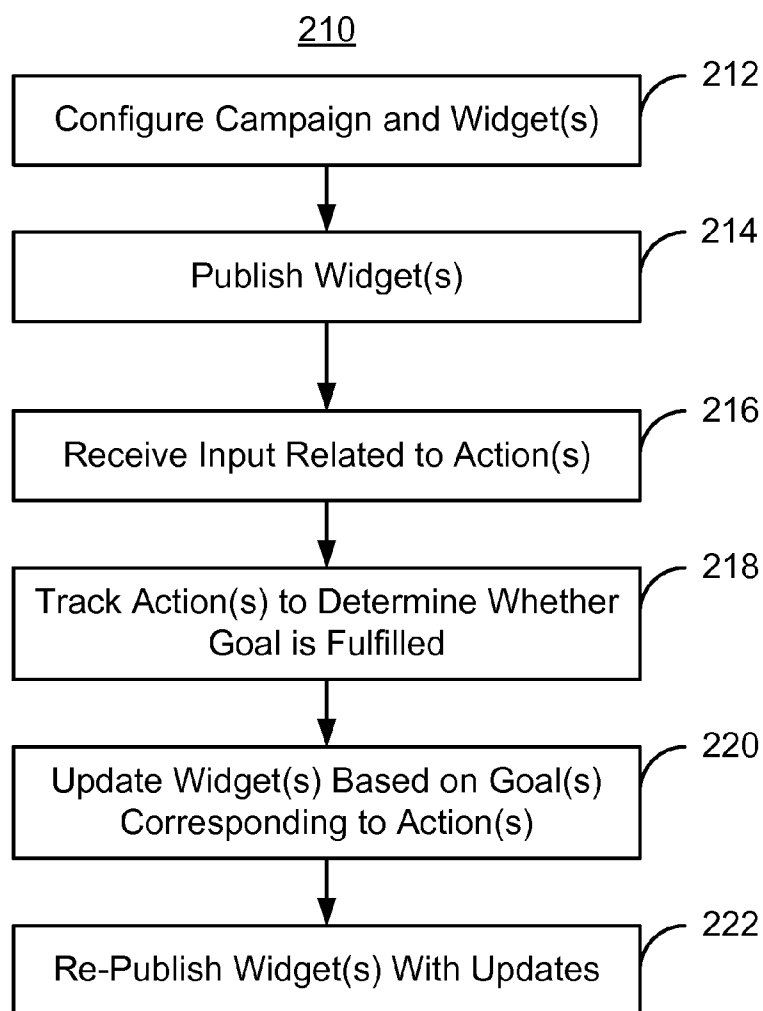 210
212
Configure Campaign and Widget(s)
214
Publish Widget(s)
216
Receive Input Related to Action(s)
218
Track Action(s) to Determine Whether
Goal is Fulfilled
220
Update Widget(s) Based on Goal(s)
Corresponding to Action(s)
222
Re-Publish Widget(s) With Updates